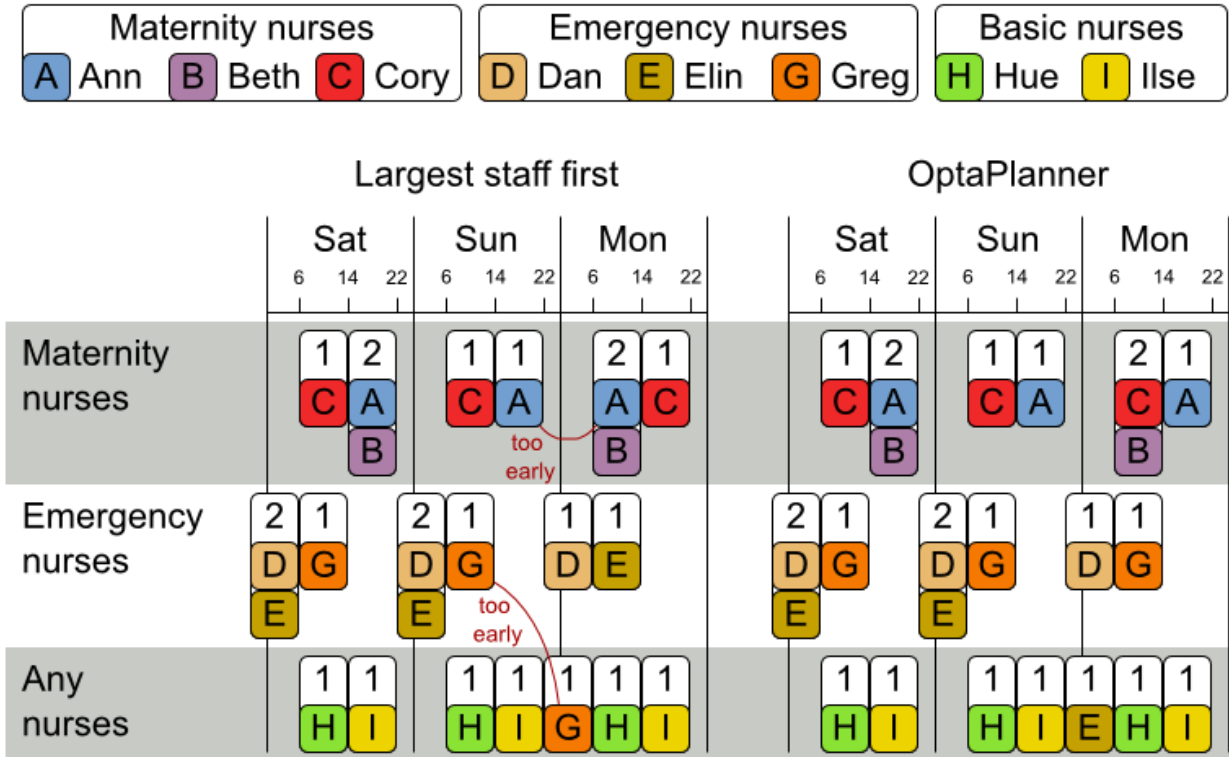 Maternity nurses Emergency nurses Basic nurses
A Ann B Beth C Cory D Dan E Elin G Greg H Hue I Ilse
Largest staff first OptaPlanner
Sat Sun Mon Sat Sun Mon
6 14 22 6 14 22 6 14 22 6 14 22 6 14 22 6 14 22
Maternity 1 2 1 1 2 1 1 2 1 1 2 1
nurses C A C A A C C A C A C A
too B B B B
early
Emergency 2 1 2 1 1 1 2 1 2 1 1 1
nurses D G D G D E D G D G D G
E E too E E
early
Any 1 1 1 1 1 1 1 1 1 1 1 1 1 1
nurses H I H I G H I H I H I E H I